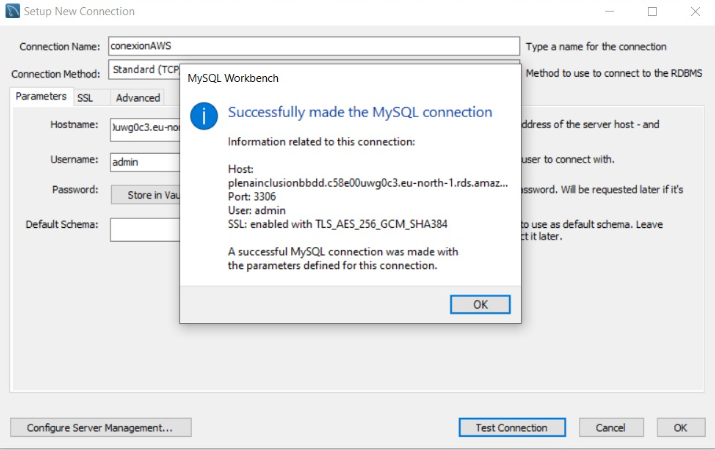 Setup New Connection
Connection Name: conexionAWS Type a name for the connection
Connection Method: Standard (TCP Method to use to connect to the RDBMS
MySQL Workbench
Parameters SSL Advanced
Successfully made the MySQL connection
Information related to this connection:
Host:
plenainclusionbbdd.c58e00uwg0c3.eu-north-1.rds.amaz...
Port: 3306
User: admin
SSL: enabled with TLS_AES_256_GCM_SHA384
A successful MySQL connection was made with
the parameters defined for this connection.
OK
Hostname: uwg0c3.eu-no address of the server host - and
Username: admin user to connect with.
Password: Store in Vau Will be requested later if it's
Default Schema: to use as default schema. Leave
it later.
Configure Server Management... Test Connection Cancel OK